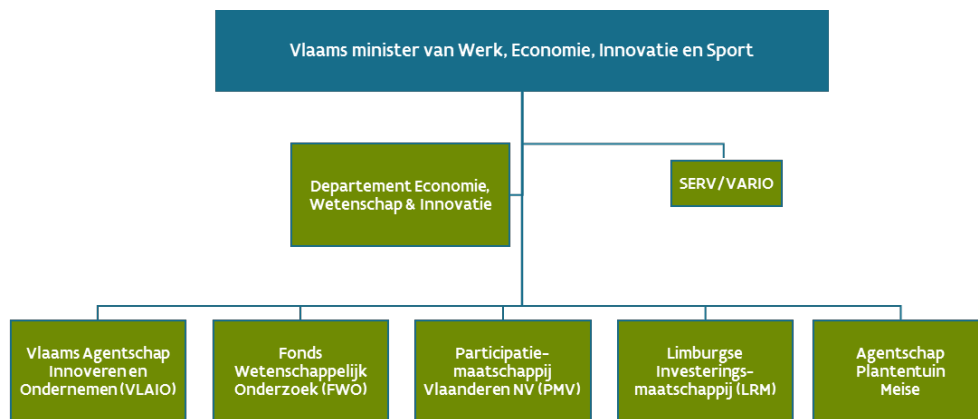 Vlaams minister van Werk, Economie, Innovatie en Sport
Departement Economie,
Wetenschap & Innovatie
SERV/VARIO
Vlaams Agentschap
Innoveren en
Ondernemen (VLAIO)
Fonds
Wetenschappelijk
Onderzoek (FWO)
Participatie-
maatschappij
Vlaanderen NV (PMV)
Limburgse
Investerings-
maatschappij (LRM)
Agentschap
Plantentuin
Meise